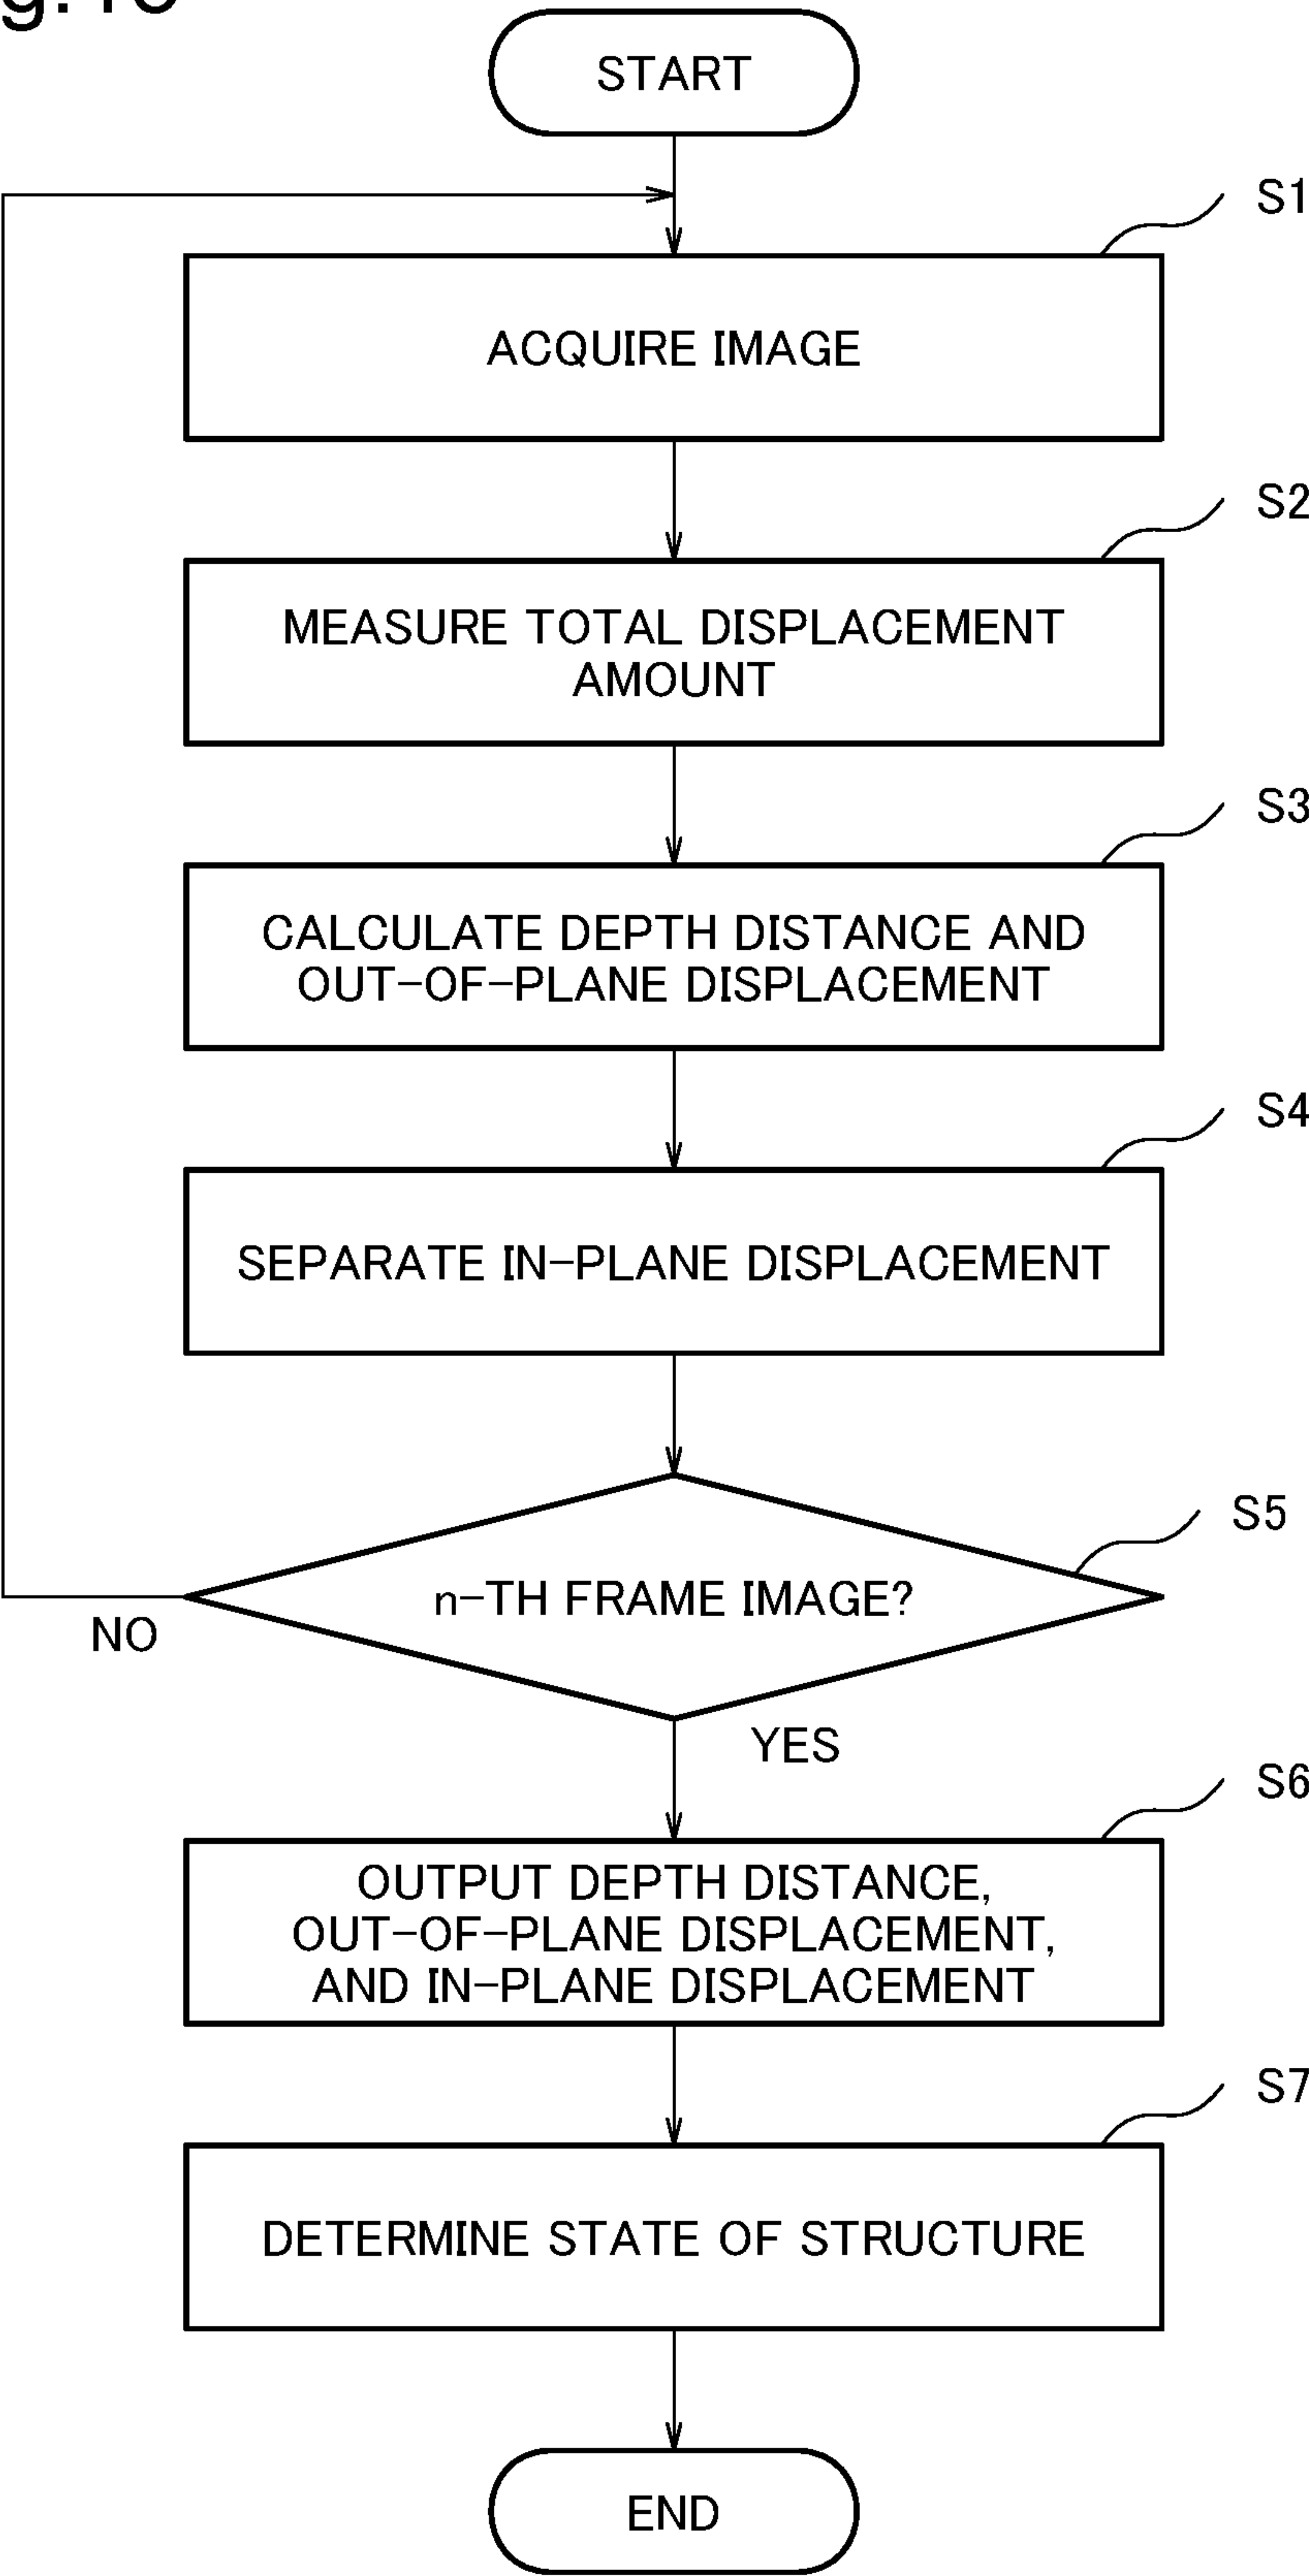 START
S1
ACQUIRE IMAGE
S2
MEASURE TOTAL DISPLACEMENT
AMOUNT
S3
CALCULATE DEPTH DISTANCE AND
OUT-OF-PLANE DISPLACEMENT
S4
SEPARATE IN-PLANE DISPLACEMENT
S5
n-TH FRAME IMAGE?
NO
YES
S6
OUTPUT DEPTH DISTANCE,
OUT-OF-PLANE DISPLACEMENT,
AND IN-PLANE DISPLACEMENT
S7
DETERMINE STATE OF STRUCTURE
END